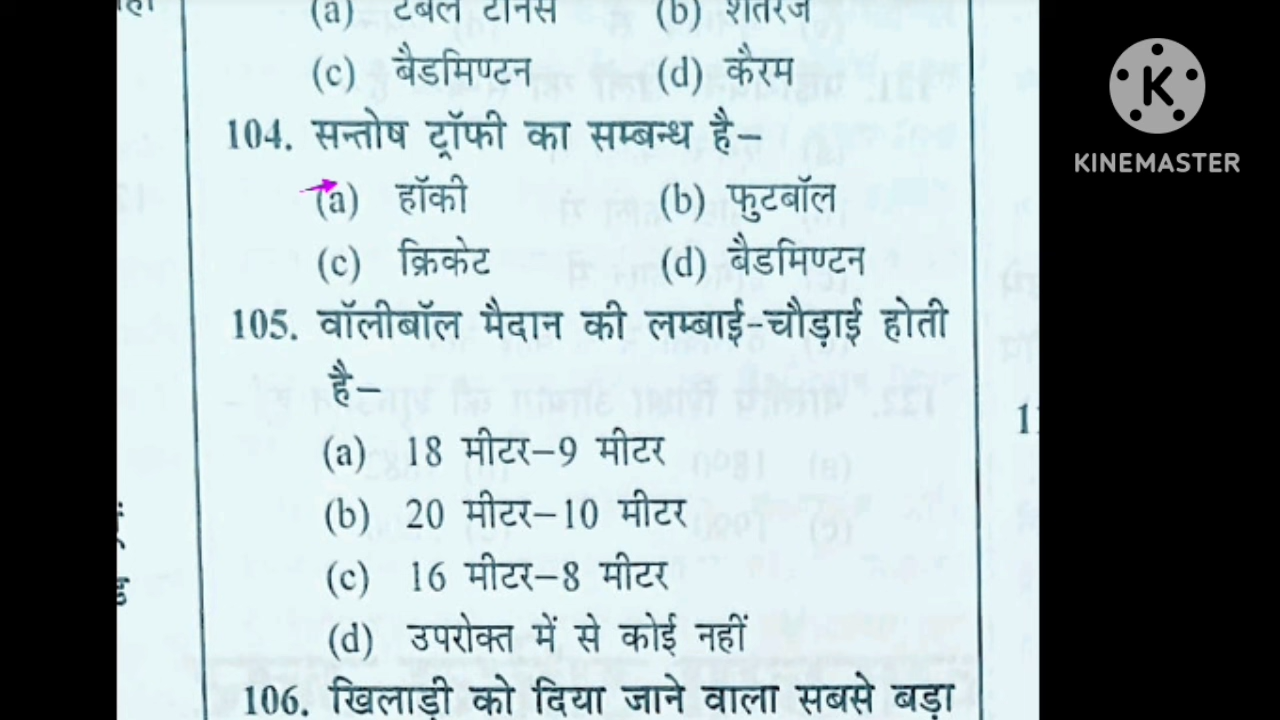 (a) टेबल टेनिस (b) शतरंज
(c) बैडमिण्टन (d) कैरम
104. सन्तोष ट्रॉफी का सम्बन्ध है–
(a) हॉकी (b) फुटबॉल
(c) क्रिकेट (d) बैडमिण्टन
105. वॉलीबॉल मैदान की लम्बाई-चौड़ाई होती
है–
(a) 18 मीटर–9 मीटर
(b) 20 मीटर–10 मीटर
(c) 16 मीटर–8 मीटर
(d) उपरोक्त में से कोई नहीं
106. खिलाड़ी को दिया जाने वाला सबसे बड़ा
K
KINEMASTER